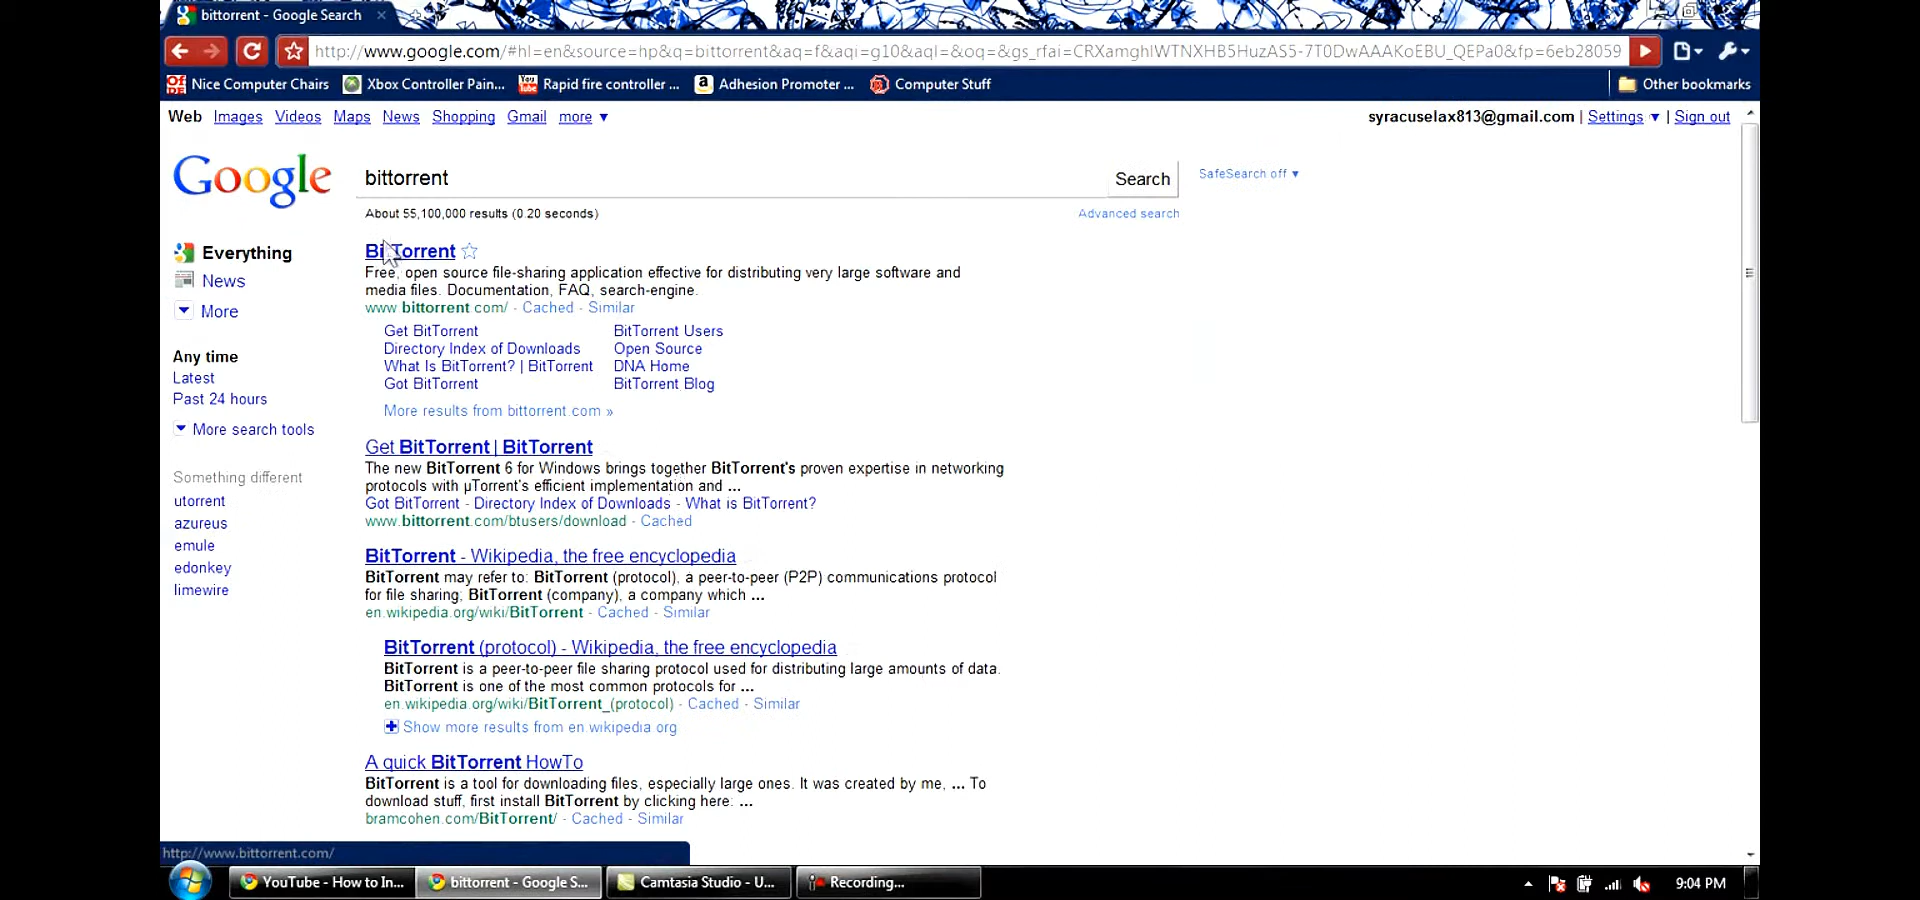 bittorrent - Google Search
http://www.google.com/#hl=en&source=hp&q=bittorrent&aq=f&aqi=g10&aql=&oq=&gs_rfai=CRXamghlWTNXHB5HuzAS5-7T0DwAAAKoEBU_QEPa0&fp=6eb28059
Nice Computer Chairs Xbox Controller Pain... Rapid fire controller ... Adhesion Promoter ... Computer Stuff Other bookmarks
Web Images Videos Maps News Shopping Gmail more ▼ syracuselax813@gmail.com | Settings ▼ | Sign out
Google bittorrent Search SafeSearch off ▼
About 55,100,000 results (0.20 seconds) Advanced search
Everything
News
More
Any time
Latest
Past 24 hours
More search tools
Something different
utorrent
azureus
emule
edonkey
limewire
BitTorrent
Free, open source file-sharing application effective for distributing very large software and
media files. Documentation, FAQ, search-engine.
www.bittorrent.com/ - Cached - Similar
Get BitTorrent BitTorrent Users
Directory Index of Downloads Open Source
What Is BitTorrent? | BitTorrent DNA Home
Got BitTorrent BitTorrent Blog
More results from bittorrent.com »
Get BitTorrent | BitTorrent
The new BitTorrent 6 for Windows brings together BitTorrent's proven expertise in networking
protocols with µTorrent's efficient implementation and ...
Got BitTorrent - Directory Index of Downloads - What is BitTorrent?
www.bittorrent.com/btusers/download - Cached
BitTorrent - Wikipedia, the free encyclopedia
BitTorrent may refer to: BitTorrent (protocol), a peer-to-peer (P2P) communications protocol
for file sharing; BitTorrent (company), a company which ...
en.wikipedia.org/wiki/BitTorrent - Cached - Similar
BitTorrent (protocol) - Wikipedia, the free encyclopedia
BitTorrent is a peer-to-peer file sharing protocol used for distributing large amounts of data.
BitTorrent is one of the most common protocols for ...
en.wikipedia.org/wiki/BitTorrent_(protocol) - Cached - Similar
Show more results from en.wikipedia.org
A quick BitTorrent HowTo
BitTorrent is a tool for downloading files, especially large ones. It was created by me, ... To
download stuff, first install BitTorrent by clicking here: ...
bramcohen.com/BitTorrent/ - Cached - Similar
http://www.bittorrent.com/
YouTube - How to In... bittorrent - Google S... Camtasia Studio - U... Recording... 9:04 PM